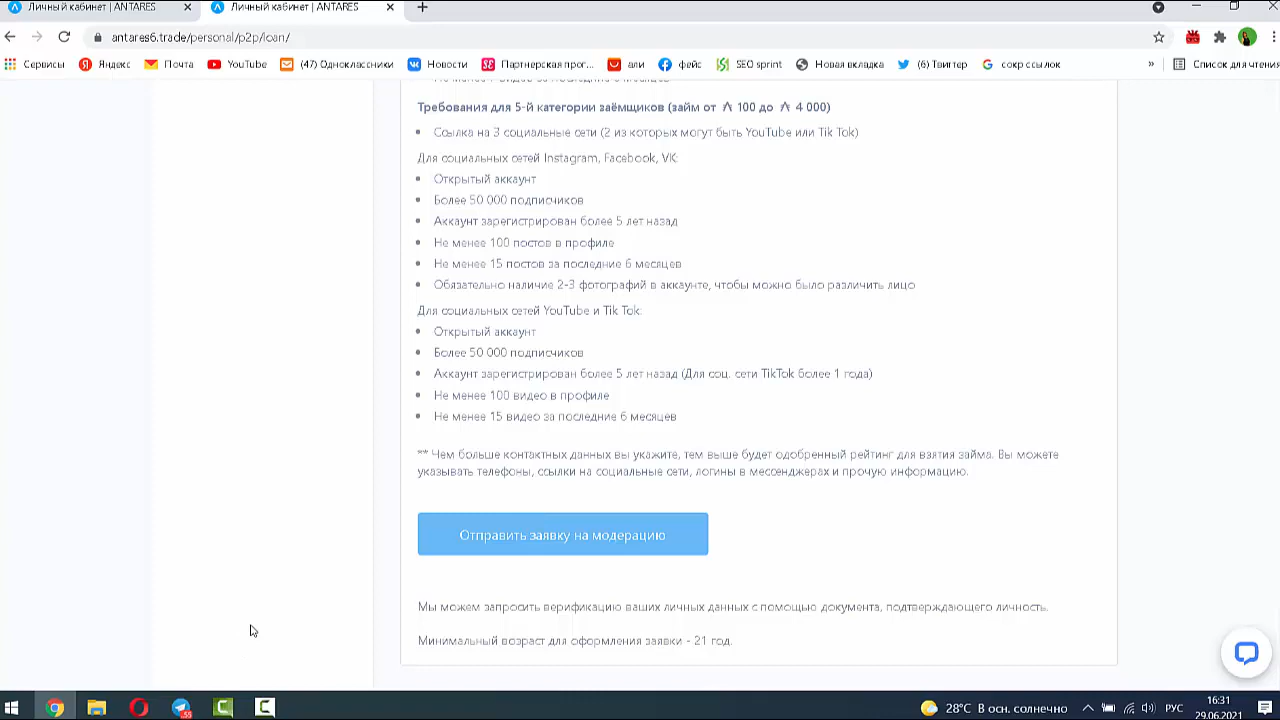 Личный кабинет | ANTARES
Личный кабинет | ANTARES
antares6.trade/personal/p2p/loan/
Сервисы Яндекс Почта YouTube (47) Одноклассники Новости Партнерская прог... али фейс SEO sprint Новая вкладка (6) Твиттер сокр ссылок » Список для чтения
Требования для 5-й категории заёмщиков (займ от 100 до 4 000)
• Ссылка на 3 социальные сети (2 из которых могут быть YouTube или Tik Tok)
Для социальных сетей Instagram, Facebook, VK:
• Открытый аккаунт
• Более 50 000 подписчиков
• Аккаунт зарегистрирован более 5 лет назад
• Не менее 100 постов в профиле
• Не менее 15 постов за последние 6 месяцев
• Обязательно наличие 2-3 фотографий в аккаунте, чтобы можно было различить лицо
Для социальных сетей YouTube и Tik Tok:
• Открытый аккаунт
• Более 50 000 подписчиков
• Аккаунт зарегистрирован более 5 лет назад (Для соц. сети TikTok более 1 года)
• Не менее 100 видео в профиле
• Не менее 15 видео за последние 6 месяцев
** Чем больше контактных данных вы укажите, тем выше будет одобренный рейтинг для взятия займа. Вы можете
указывать телефоны, ссылки на социальные сети, логины в мессенджерах и прочую информацию.
Отправить заявку на модерацию
Мы можем запросить верификацию ваших личных данных с помощью документа, подтверждающего личность.
Минимальный возраст для оформления заявки - 21 год.
28°C В осн. солнечно РУС 16:31
29.06.2021